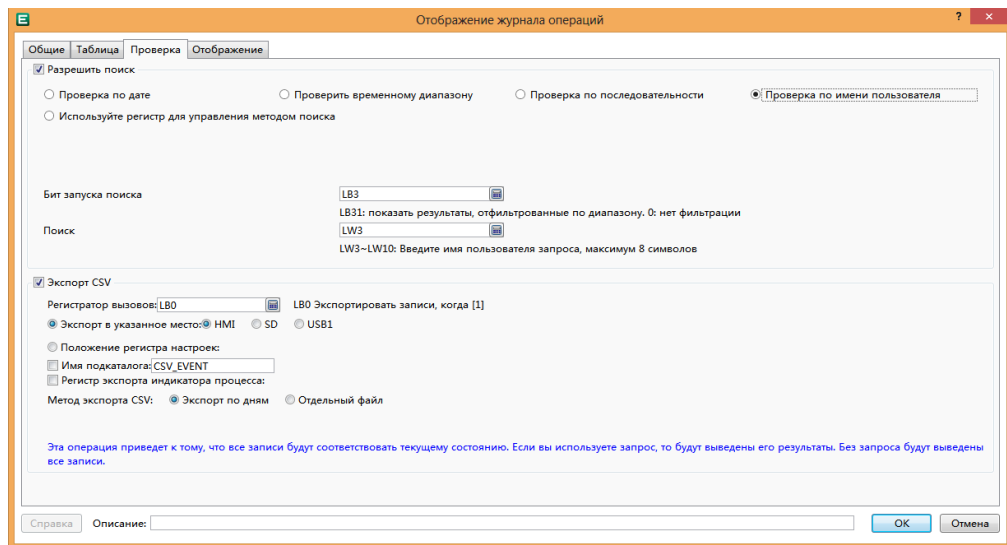 E Отображение журнала операций ? ×
Общие Таблица Проверка Отображение
Разрешить поиск
Проверка по дате Проверить временному диапазону Проверка по последовательности Проверка по имени пользователя
Используйте регистр для управления методом поиска
Бит запуска поиска LB3
LB31: показать результаты, отфильтрованные по диапазону. 0: нет фильтрации
Поиск LW3
LW3~LW10: Введите имя пользователя запроса, максимум 8 символов
Экспорт CSV
Регистратор вызовов: LB0 LB0 Экспортировать записи, когда [1]
Экспорт в указанное место: HMI SD USB1
Положение регистра настроек:
Имя подкаталога: CSV_EVENT
Регистр экспорта индикатора процесса:
Метод экспорта CSV: Экспорт по дням Отдельный файл
Эта операция приведет к тому, что все записи будут соответствовать текущему состоянию. Если вы используете запрос, то будут выведены его результаты. Без запроса будут выведены
все записи.
Справка Описание: OK Отмена